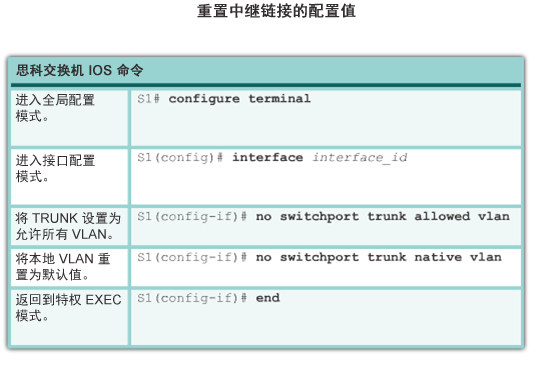 重置中继链接的配置值
思科交换机 IOS 命令
进入全局配置
模式。
S1# configure terminal
进入接口配置
模式。
S1(config)# interface interface_id
将 TRUNK 设置为
允许所有 VLAN。
S1(config-if)# no switchport trunk allowed vlan
将本地 VLAN 重
置为默认值。
S1(config-if)# no switchport trunk native vlan
返回到特权 EXEC
模式。
S1(config-if)# end